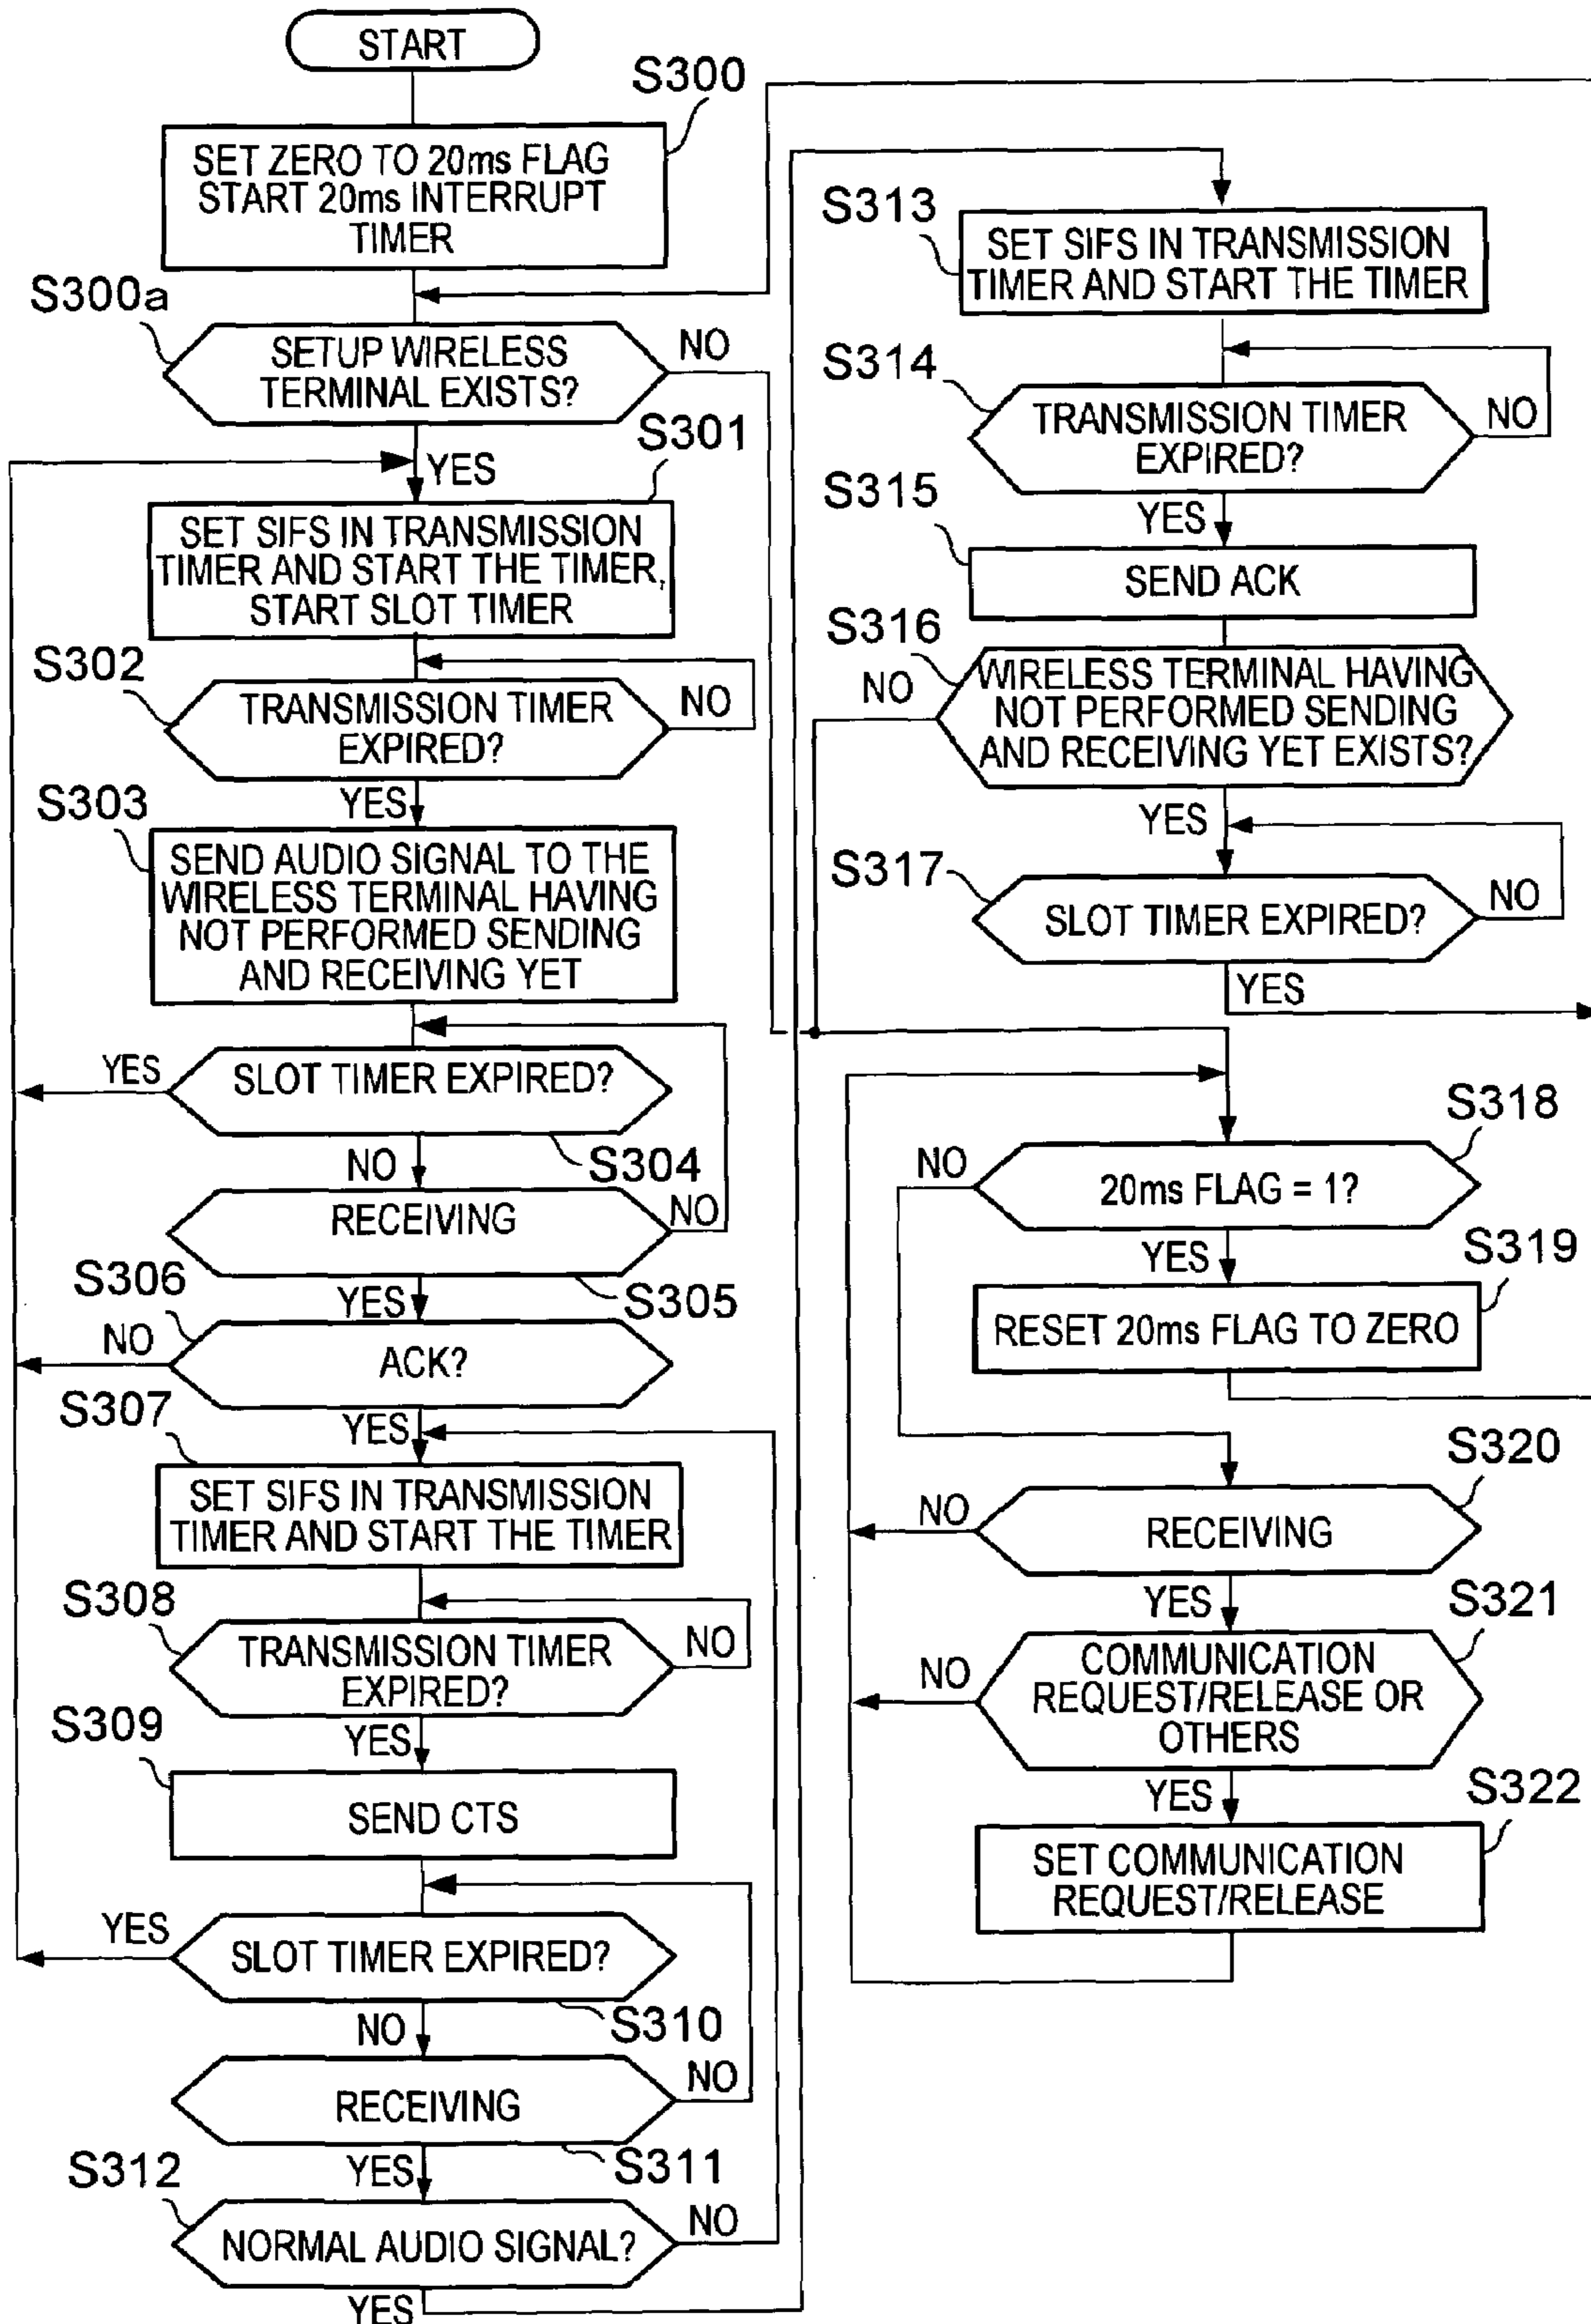 START
S300
SET ZERO TO 20ms FLAG
START 20ms INTERRUPT
TIMER
S300a
SETUP WIRELESS
TERMINAL EXISTS?
NO
YES
S301
SET SIFS IN TRANSMISSION
TIMER AND START THE TIMER,
START SLOT TIMER
S302
TRANSMISSION TIMER
EXPIRED?
NO
YES
S303
SEND AUDIO SIGNAL TO THE
WIRELESS TERMINAL HAVING
NOT PERFORMED SENDING
AND RECEIVING YET
YES
SLOT TIMER EXPIRED?
S304
NO
RECEIVING
NO
S305
YES
S306
NO
ACK?
S307
YES
SET SIFS IN TRANSMISSION
TIMER AND START THE TIMER
S308
TRANSMISSION TIMER
EXPIRED?
NO
S309
YES
SEND CTS
YES
SLOT TIMER EXPIRED?
S310
NO
RECEIVING
NO
S311
YES
S312
NORMAL AUDIO SIGNAL?
NO
YES
S313
SET SIFS IN TRANSMISSION
TIMER AND START THE TIMER
S314
TRANSMISSION TIMER
EXPIRED?
NO
S315
YES
SEND ACK
S316
NO
WIRELESS TERMINAL HAVING
NOT PERFORMED SENDING
AND RECEIVING YET EXISTS?
YES
S317
SLOT TIMER EXPIRED?
NO
YES
S318
NO
20ms FLAG = 1?
YES
S319
RESET 20ms FLAG TO ZERO
S320
NO
RECEIVING
YES
S321
NO
COMMUNICATION
REQUEST/RELEASE OR
OTHERS
YES
S322
SET COMMUNICATION
REQUEST/RELEASE